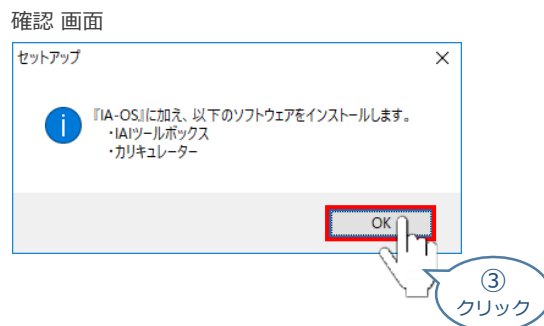 確認 画面
セットアップ
『IA-OS』に加え、以下のソフトウェアをインストールします。
・IAIツールボックス
・カリキュレーター
OK
③
クリック